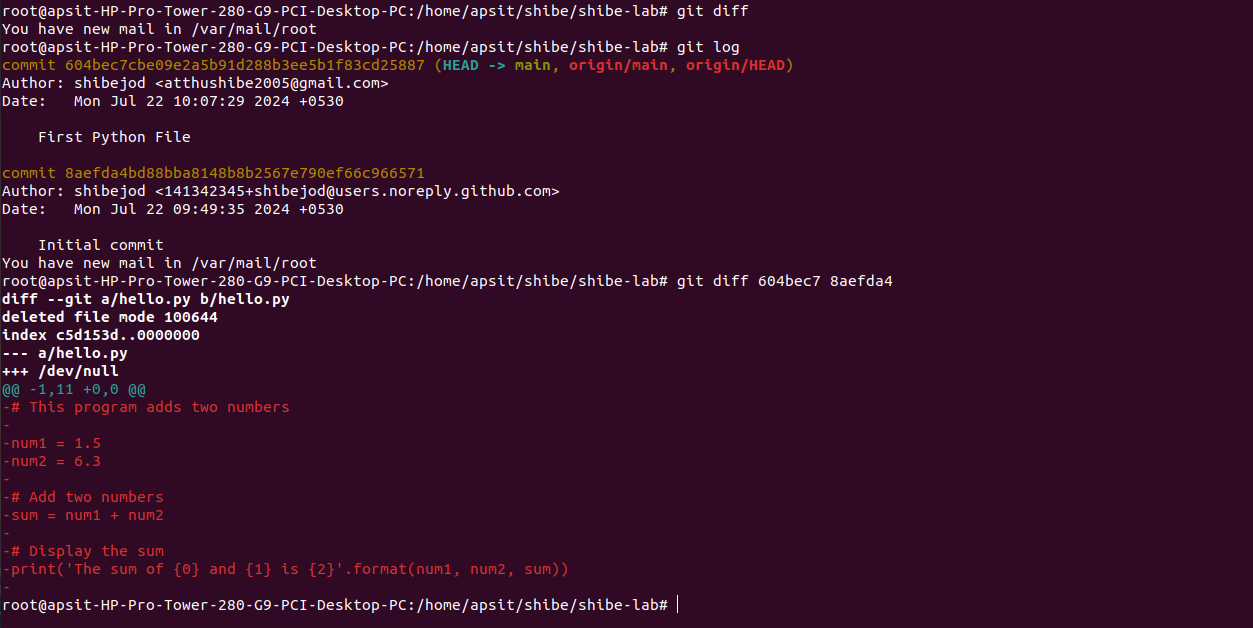 root@apsit-HP-Pro-Tower-280-G9-PCI-Desktop-PC:/home/apsit/shibe/shibe-lab# git diff
You have new mail in /var/mail/root
root@apsit-HP-Pro-Tower-280-G9-PCI-Desktop-PC:/home/apsit/shibe/shibe-lab# git log
commit 604bec7cbe09e2a5b91d288b3ee5b1f83cd25887 (HEAD -> main, origin/main, origin/HEAD)
Author: shibejod <atthushibe2005@gmail.com>
Date:   Mon Jul 22 10:07:29 2024 +0530

    First Python File

commit 8aefda4bd88bba8148b8b2567e790ef66c966571
Author: shibejod <141342345+shibejod@users.noreply.github.com>
Date:   Mon Jul 22 09:49:35 2024 +0530

    Initial commit
You have new mail in /var/mail/root
root@apsit-HP-Pro-Tower-280-G9-PCI-Desktop-PC:/home/apsit/shibe/shibe-lab# git diff 604bec7 8aefda4
diff --git a/hello.py b/hello.py
deleted file mode 100644
index c5d153d..0000000
--- a/hello.py
+++ /dev/null
@@ -1,11 +0,0 @@
-# This program adds two numbers
-
-num1 = 1.5
-num2 = 6.3
-
-# Add two numbers
-sum = num1 + num2
-
-# Display the sum
-print('The sum of {0} and {1} is {2}'.format(num1, num2, sum))
-
root@apsit-HP-Pro-Tower-280-G9-PCI-Desktop-PC:/home/apsit/shibe/shibe-lab#